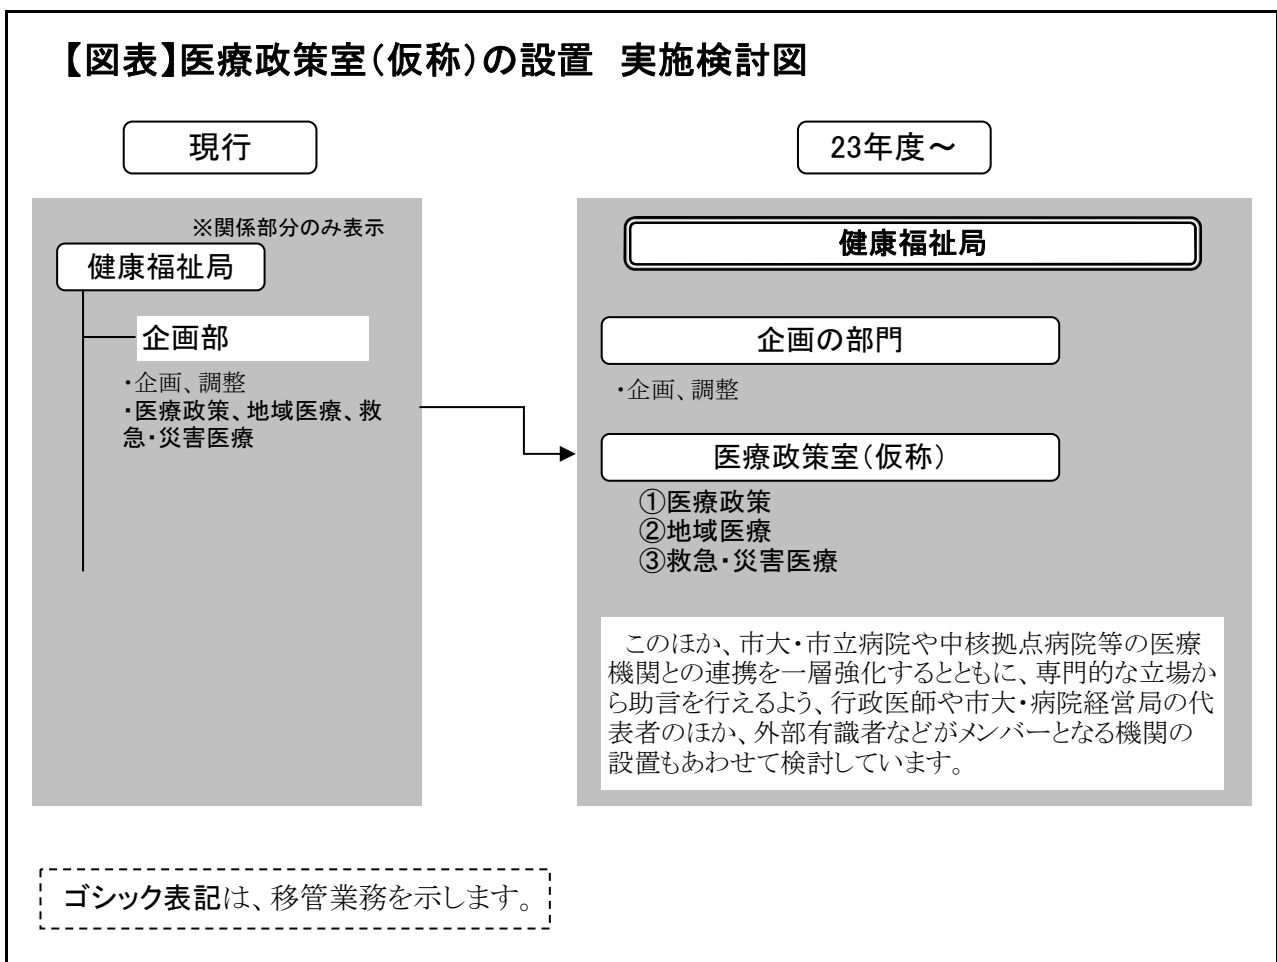 【図表】医療政策室（仮称）の設置　実施検討図
現行
※関係部分のみ表示
健康福祉局
企画部
・企画、調整
・医療政策、地域医療、救
急・災害医療
23年度～
健康福祉局
企画の部門
・企画、調整
医療政策室（仮称）
①医療政策
②地域医療
③救急・災害医療
このほか、市大・市立病院や中核拠点病院等の医療
機関との連携を一層強化するとともに、専門的な立場か
ら助言を行えるよう、行政医師や市大・病院経営局の代
表者のほか、外部有識者などがメンバーとなる機関の
設置もあわせて検討しています。
ゴシック表記は、移管業務を示します。